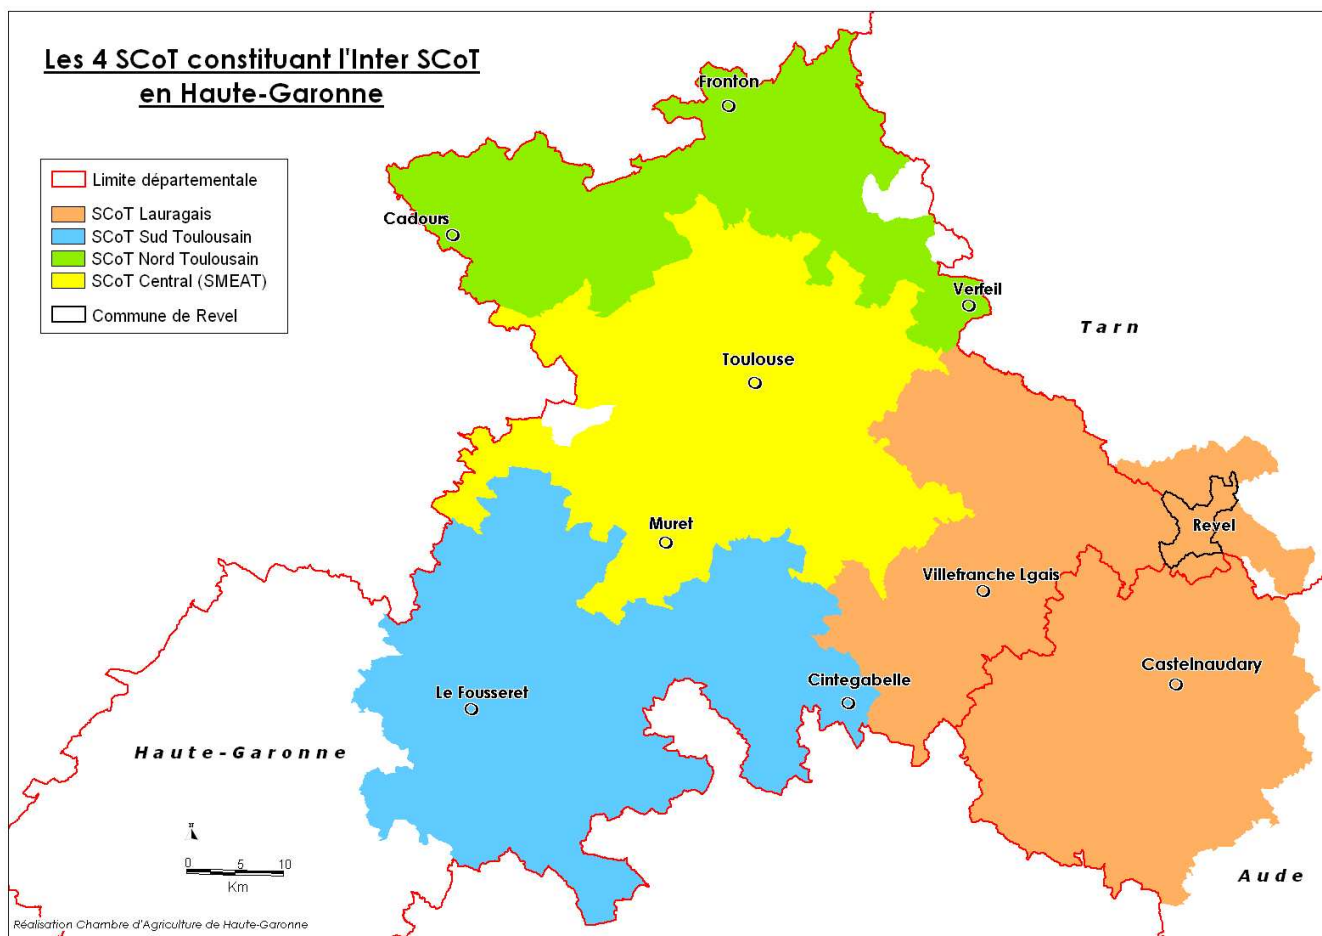 Les 4 SCoT constituant l'Inter SCoT
en Haute-Garonne
Limite départementale
SCoT Lauragais
SCoT Sud Toulousain
SCoT Nord Toulousain
SCoT Central (SMEAT)
Commune de Revel
Fronton
Cadours
Verfeil
Tarn
Toulouse
Revel
Muret
Villefranche Lgais
Castelnaudary
Cintegabelle
Le Fousseret
Haute-Garonne
Aude
0 5 10
Km
Réalisation Chambre d'Agriculture de Haute-Garonne